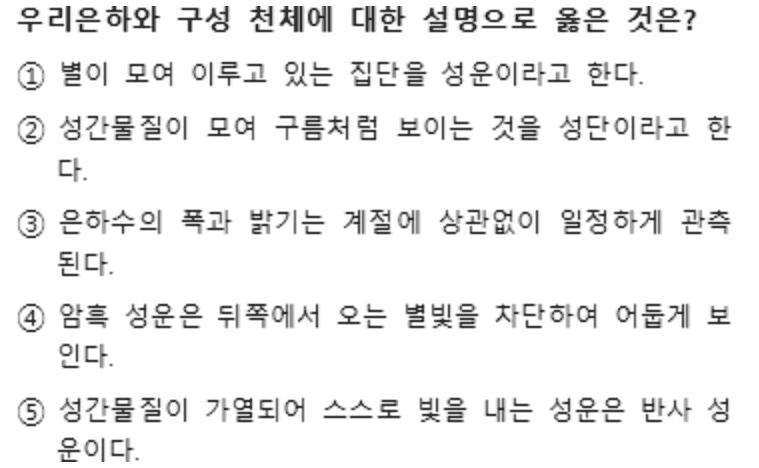 우리은하와 구성 천체에 대한 설명으로 옳은 것은?
① 별이 모여 이루고 있는 집단을 성운이라고 한다.
② 성간물질이 모여 구름처럼 보이는 것을 성단이라고 한
다.
③ 은하수의 폭과 밝기는 계절에 상관없이 일정하게 관측
된다.
④ 암흑 성운은 뒤쪽에서 오는 별빛을 차단하여 어둡게 보
인다.
⑤ 성간물질이 가열되어 스스로 빛을 내는 성운은 반사 성
운이다.